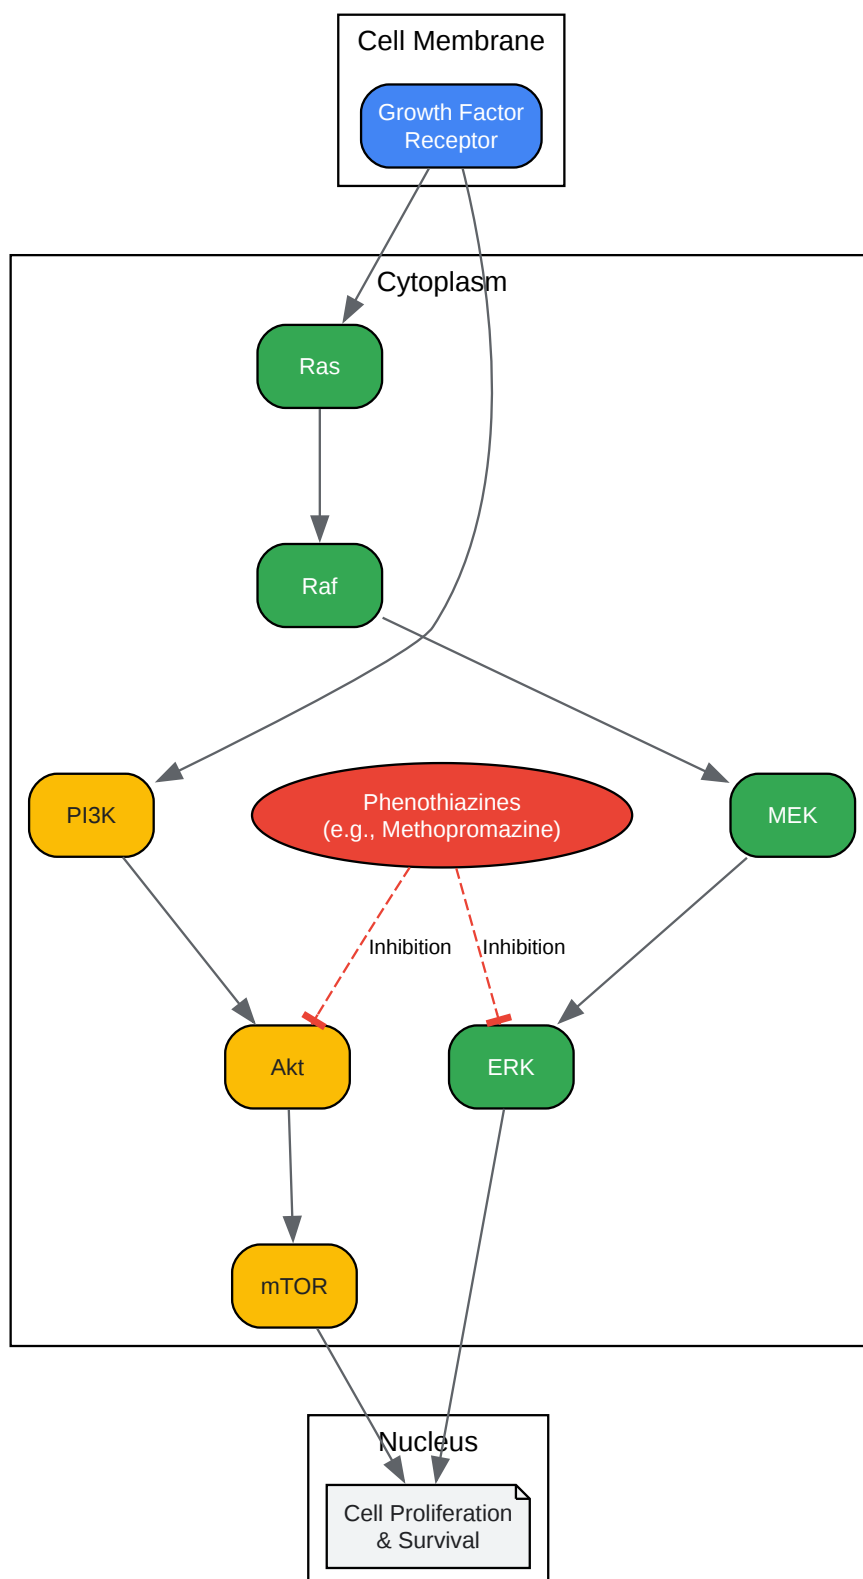 Cell Membrane
Growth Factor
Receptor
Cytoplasm
Ras
Raf
PI3K
Phenothiazines
(e.g., Methopromazine)
MEK
Inhibition
Inhibition
Akt
ERK
mTOR
Nucleus
Cell Proliferation
& Survival